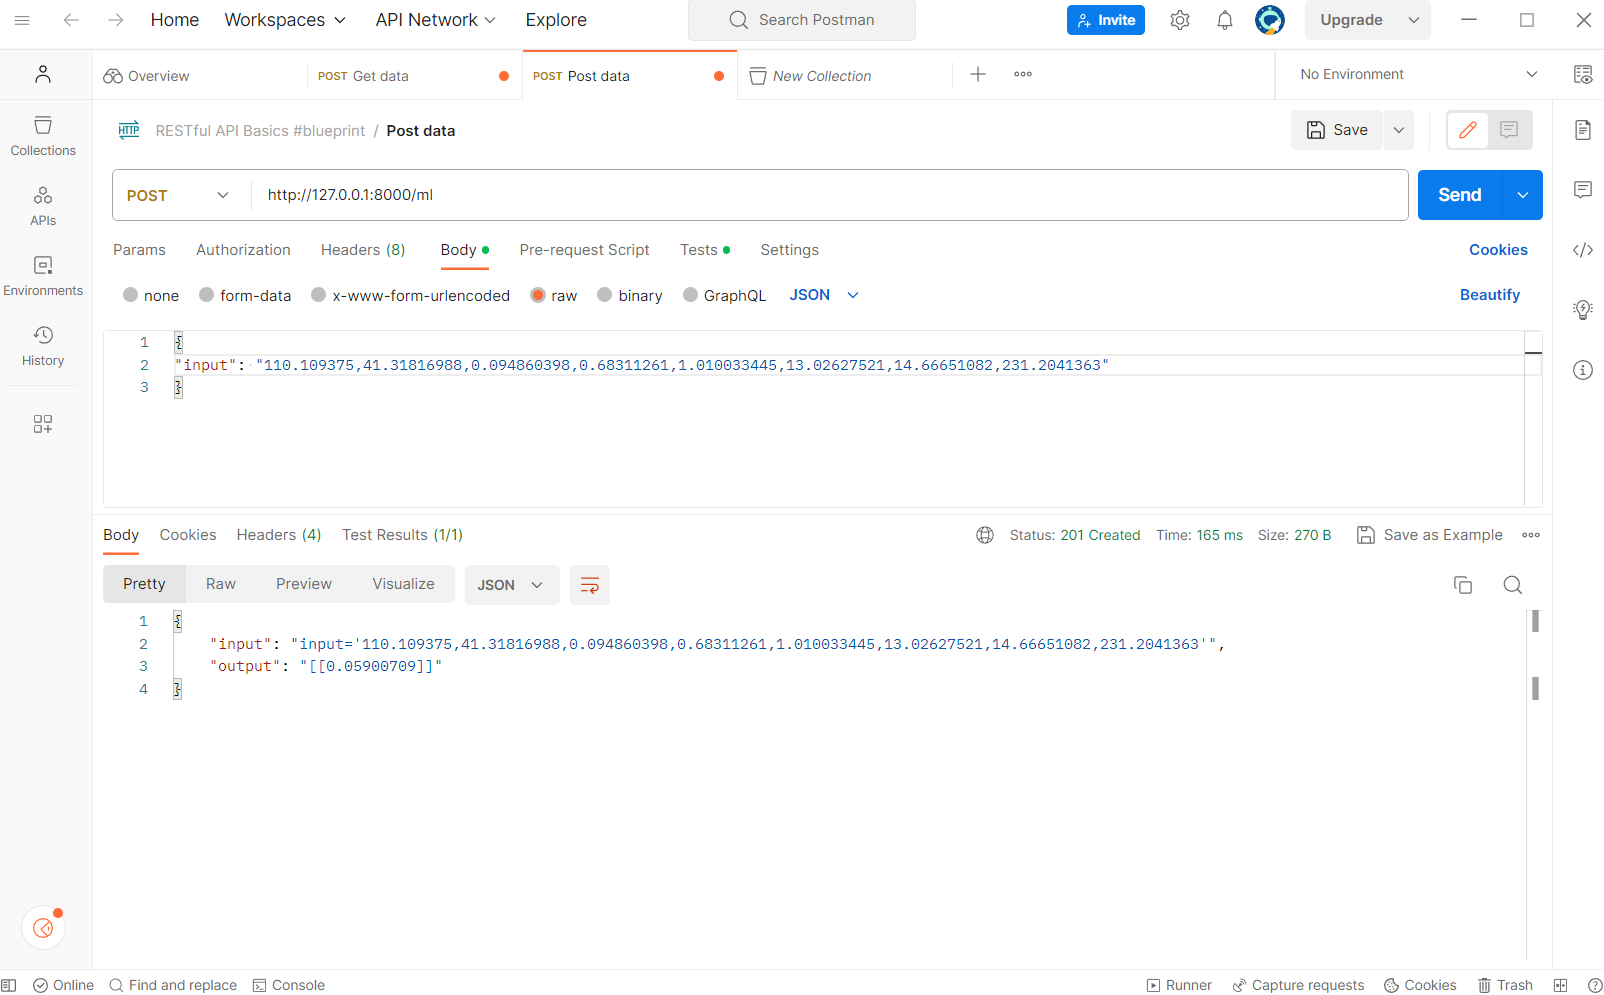 Home Workspaces API Network Explore Search Postman Invite Upgrade
Overview POST Get data POST Post data New Collection No Environment
HTTP RESTful API Basics #blueprint / Post data Save
Collections
POST http://127.0.0.1:8000/ml Send
APIs
Params Authorization Headers (8) Body Pre-request Script Tests Settings Cookies
Environments
none form-data x-www-form-urlencoded raw binary GraphQL JSON Beautify
History
1 {
2 "input": "110.109375,41.31816988,0.094860398,0.68311261,1.010033445,13.02627521,14.66651082,231.2041363"
3 }
Body Cookies Headers (4) Test Results (1/1) Status: 201 Created Time: 165 ms Size: 270 B Save as Example
Pretty Raw Preview Visualize JSON
1 {
2 "input": "input='110.109375,41.31816988,0.094860398,0.68311261,1.010033445,13.02627521,14.66651082,231.2041363'",
3 "output": "[[0.05900709]]"
4 }
Online Find and replace Console Runner Capture requests Cookies Trash